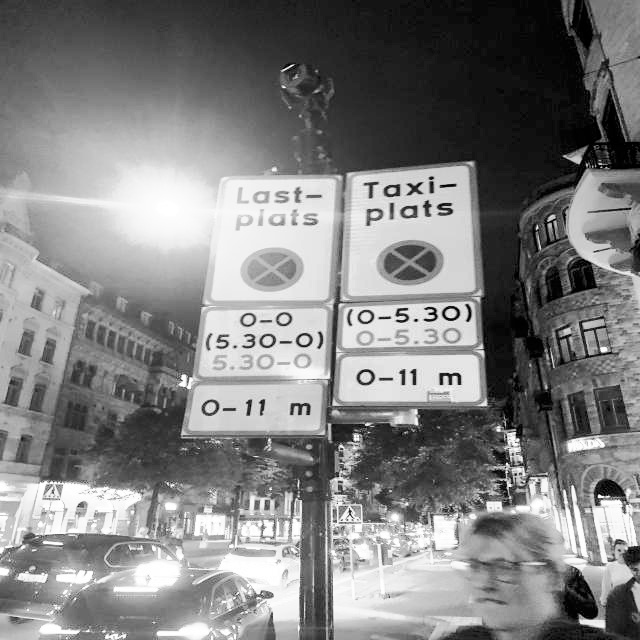 Last-
plats
0-0
(5.30-0)
5.30-0
0-11 m
Taxi-
plats
(0-5.30)
0-5.30
0-11 m